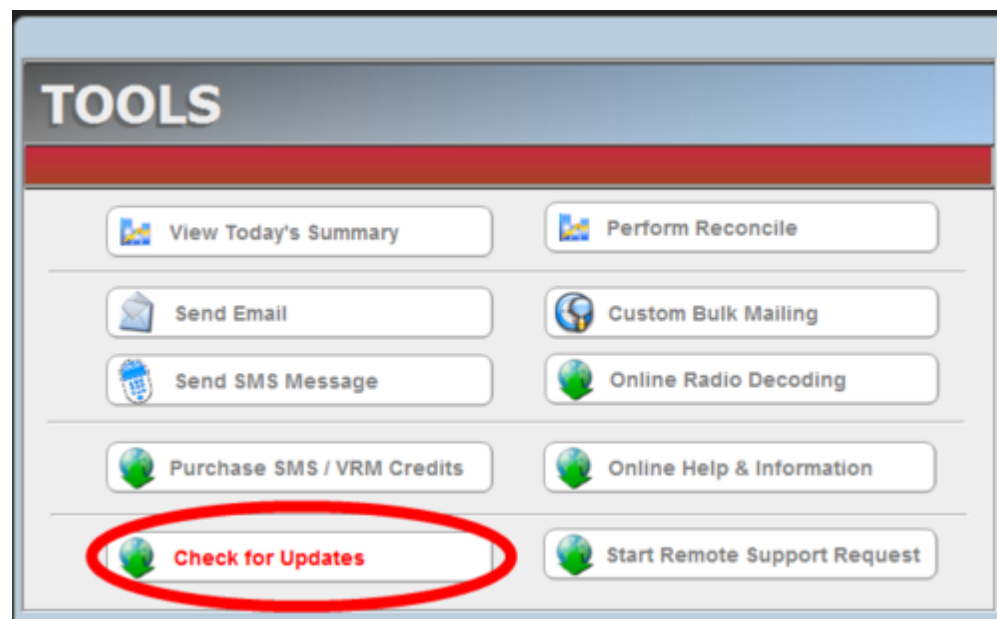 TOOLS
View Today's Summary
Perform Reconcile
Send Email
Custom Bulk Mailing
Send SMS Message
Online Radio Decoding
Purchase SMS / VRM Credits
Online Help & Information
Check for Updates
Start Remote Support Request